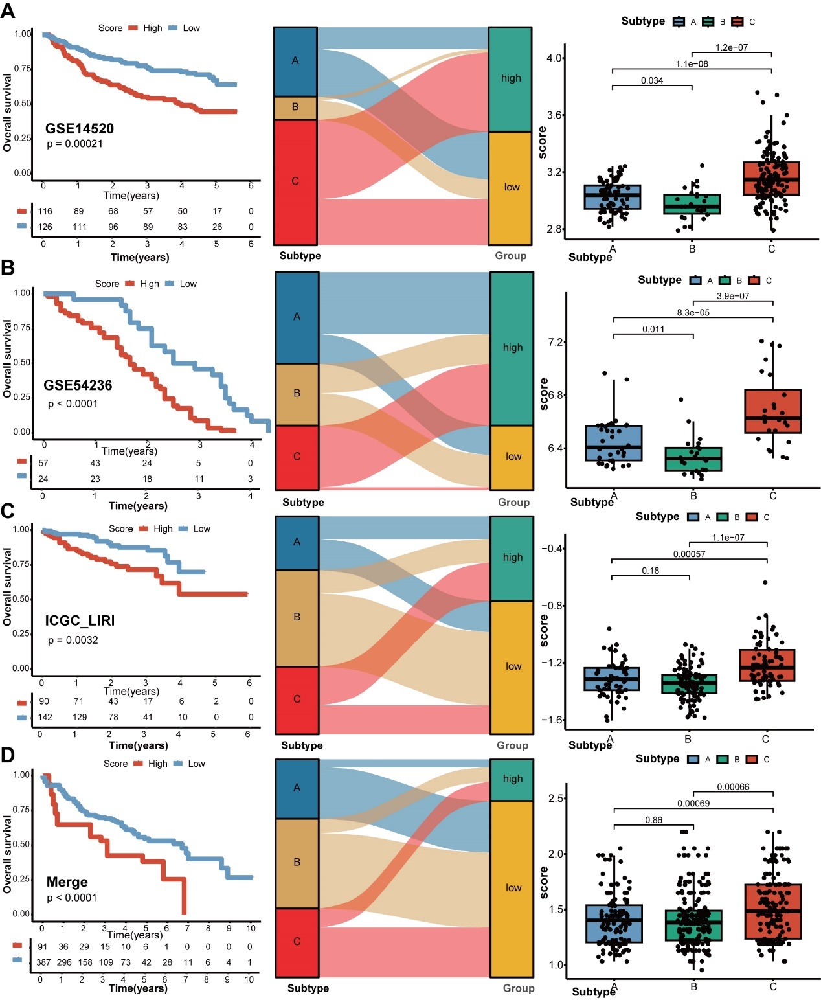 A
Score High Low
1.00
0.75
0.50
0.25
0.00
Overall survival
GSE14520
p = 0.00021
0 1 2 3 4 5 6
Time(years)
116 89 68 57 50 17 0
126 111 96 89 83 26 0
0 1 2 3 4 5 6
Time(years)
A
B
C
high
low
Subtype Group
Subtype A B C
1.2e−07
1.1e−08
0.034
4.0
3.6
3.2
2.8
score
A B C
Subtype
B
Score High Low
1.00
0.75
0.50
0.25
0.00
Overall survival
GSE54236
p < 0.0001
0 1 2 3 4
Time(years)
57 43 24 5 0
24 23 18 11 3
0 1 2 3 4
Time(years)
A
B
C
high
low
Subtype Group
Subtype A B C
3.9e−07
8.3e−05
0.011
7.2
6.8
6.4
score
A B C
Subtype
C
Score High Low
1.00
0.75
0.50
0.25
0.00
Overall survival
ICGC_LIRI
p = 0.0032
0 1 2 3 4 5 6
Time(years)
90 71 43 17 6 2 0
142 129 78 41 10 0 0
0 1 2 3 4 5 6
Time(years)
A
B
C
high
low
Subtype Group
Subtype A B C
1.1e−07
0.00057
0.18
−0.4
−0.8
−1.2
−1.6
score
A B C
Subtype
D
Score High Low
1.00
0.75
0.50
0.25
0.00
Overall survival
Merge
p < 0.0001
0 1 2 3 4 5 6 7 8 9 10
Time(years)
91 36 29 15 10 6 1 0 0 0 0
387 296 158 109 73 42 28 11 6 4 1
0 1 2 3 4 5 6 7 8 9 10
Time(years)
A
B
C
high
low
Subtype Group
Subtype A B C
0.00066
0.00069
0.86
2.5
2.0
1.5
1.0
score
A B C
Subtype